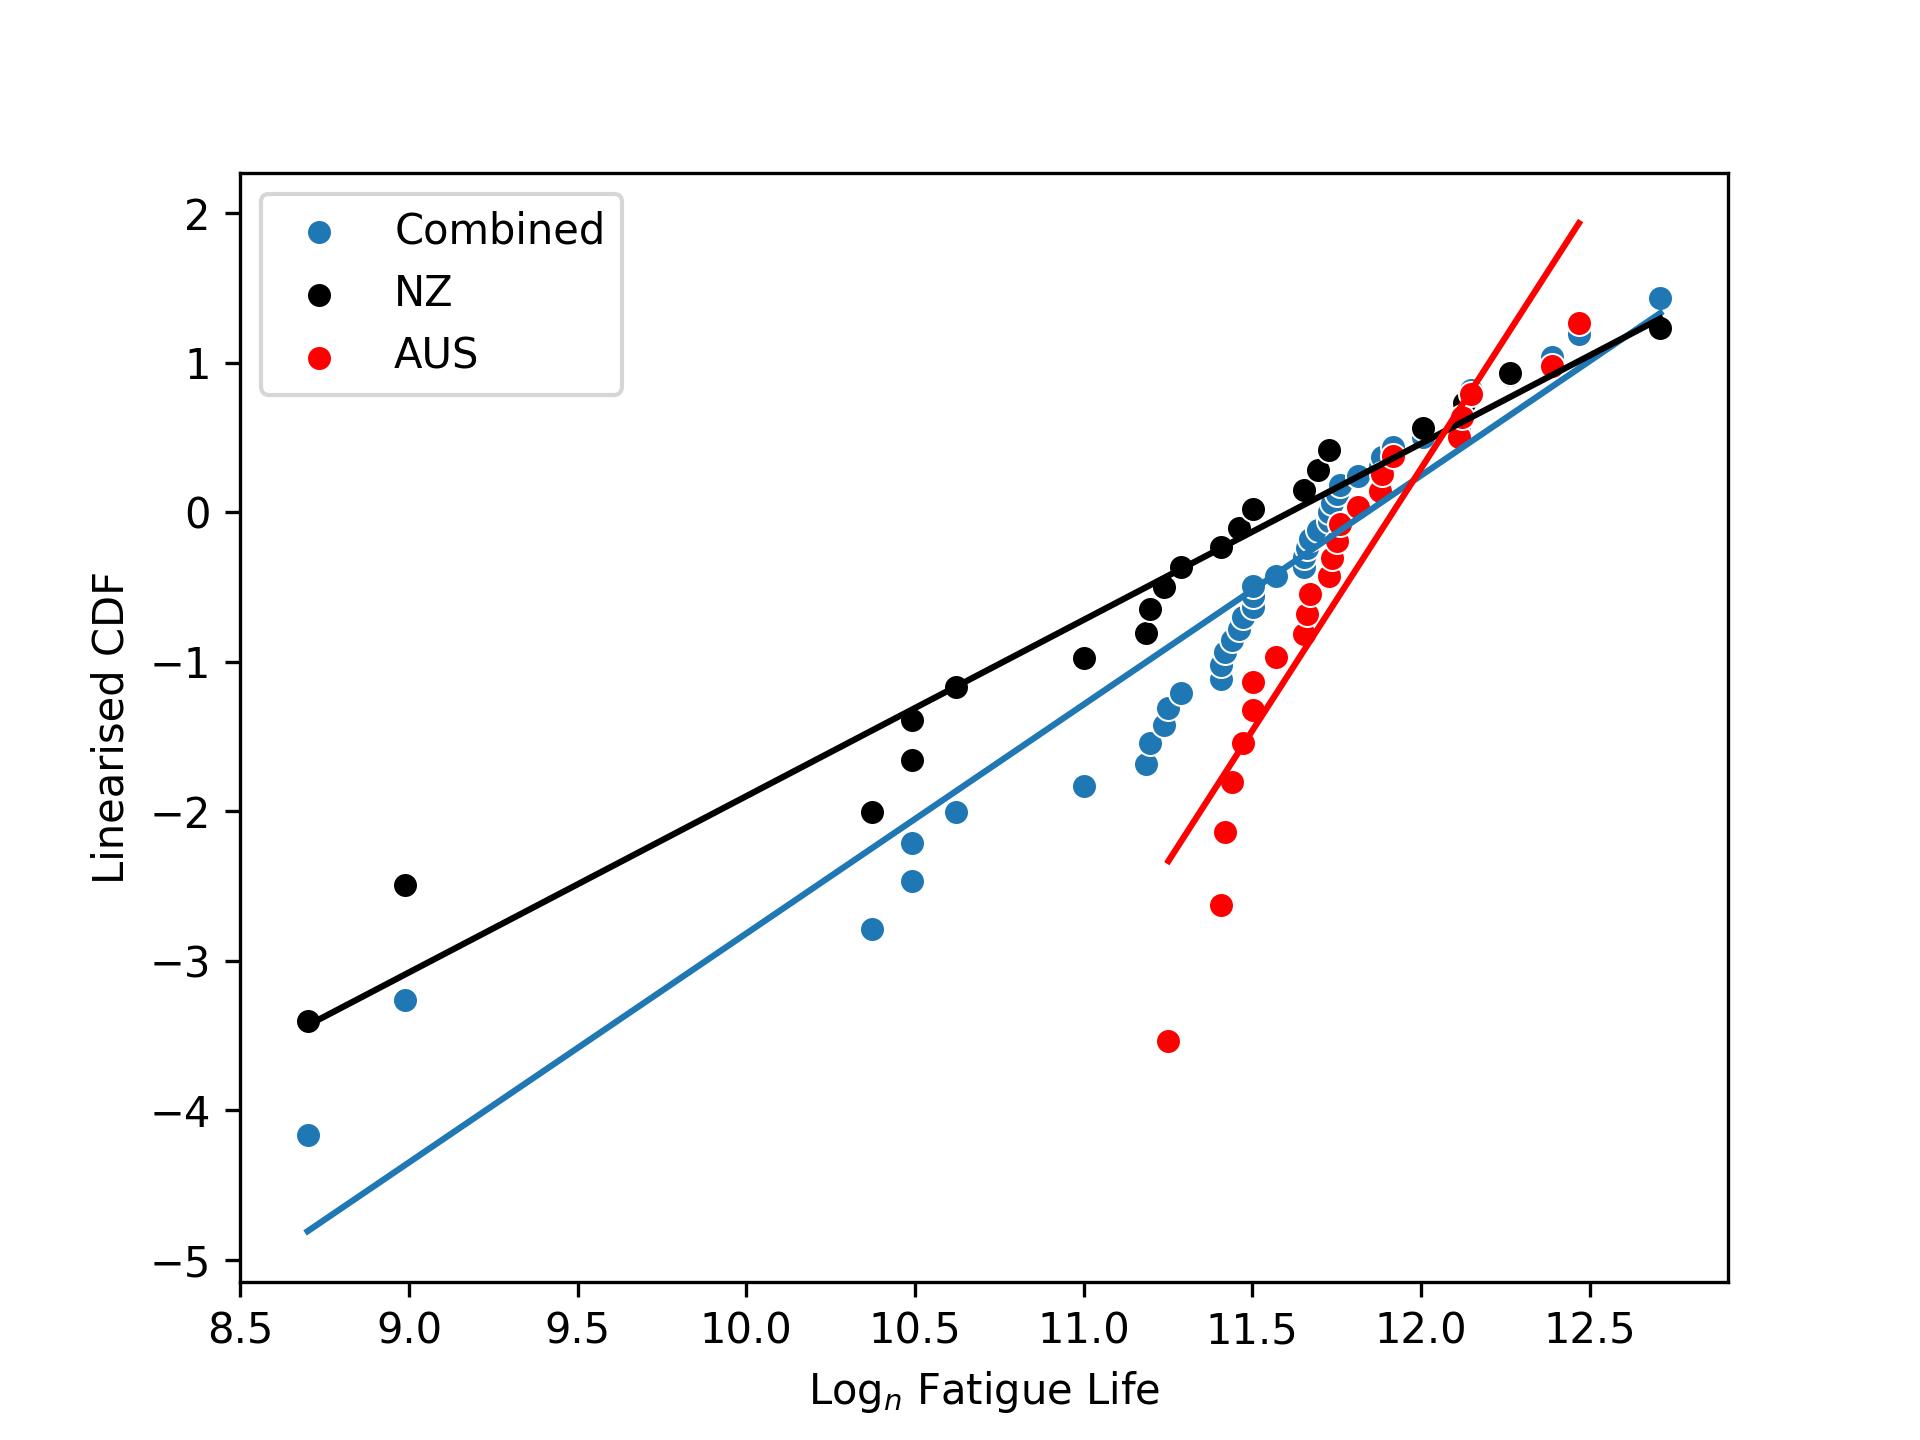 Combined
NZ
AUS
2
1
0
−1
−2
−3
−4
−5
Linearised CDF
8.5 9.0 9.5 10.0 10.5 11.0 11.5 12.0 12.5
Logₙ Fatigue Life